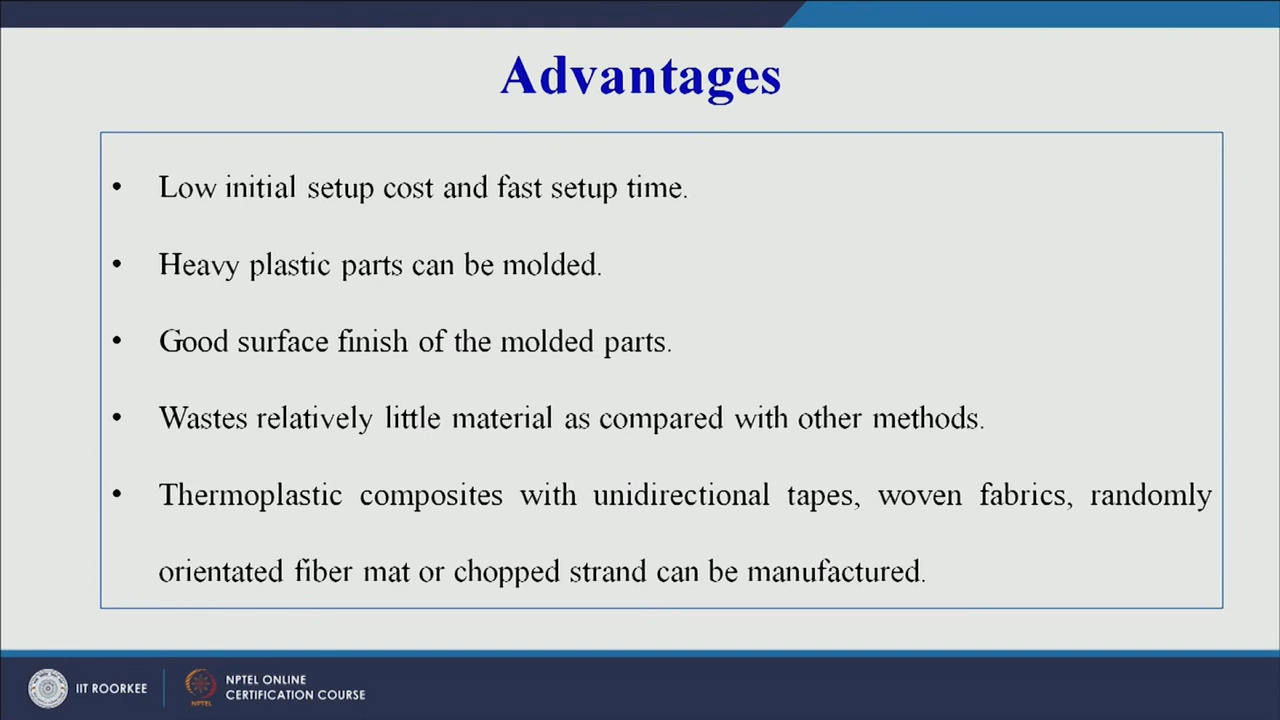 Advantages
• Low initial setup cost and fast setup time.
• Heavy plastic parts can be molded.
• Good surface finish of the molded parts.
• Wastes relatively little material as compared with other methods.
• Thermoplastic composites with unidirectional tapes, woven fabrics, randomly
orientated fiber mat or chopped strand can be manufactured.
IIT ROORKEE
NPTEL
NPTEL ONLINE
CERTIFICATION COURSE